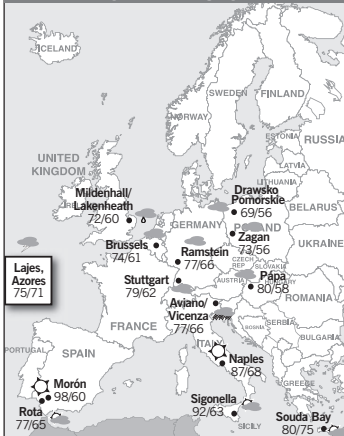 ICELAND
SWEDEN
FINLAND
NORWAY
RUSSIA
ESTONIA
LATVIA
LITHUANIA
UNITED
KINGDOM
Mildenhall/
Lakenheath
72/60
Drawsko
Pomorskie
69/56
BELARUS
GERMANY
POLAND
Zagan
73/56
Brussels
74/61
Ramstein
77/66
UKRAINE
CZECH
REP
SLOVAKIA
Lajes,
Azores
75/71
Stuttgart
79/62
AUSTRIA
Pápa
80/58
HUNGARY
Aviano/
Vicenza
77/66
ROMANIA
FRANCE
BOSNIA
SERBIA
BULGARIA
ITALY
PORTUGAL
SPAIN
Naples
87/68
Morón
98/60
GREECE
Rota
77/65
Sigonella
92/63
SICILY
Souda Bay
80/75